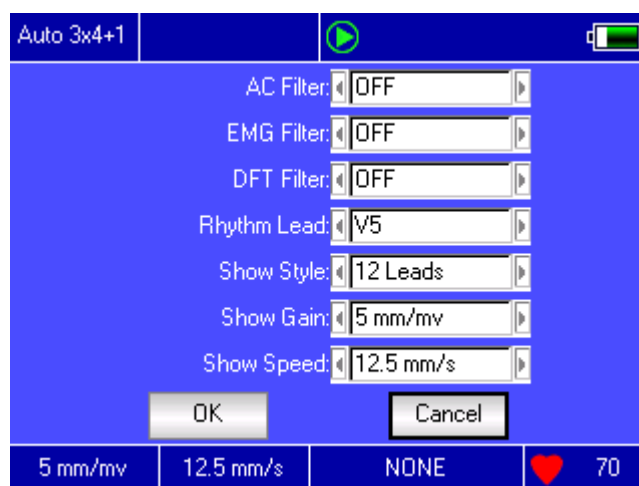 Auto 3x4+1
AC Filter: OFF
EMG Filter: OFF
DFT Filter: OFF
Rhythm Lead: V5
Show Style: 12 Leads
Show Gain: 5 mm/mv
Show Speed: 12.5 mm/s
OK Cancel
5 mm/mv 12.5 mm/s NONE 70